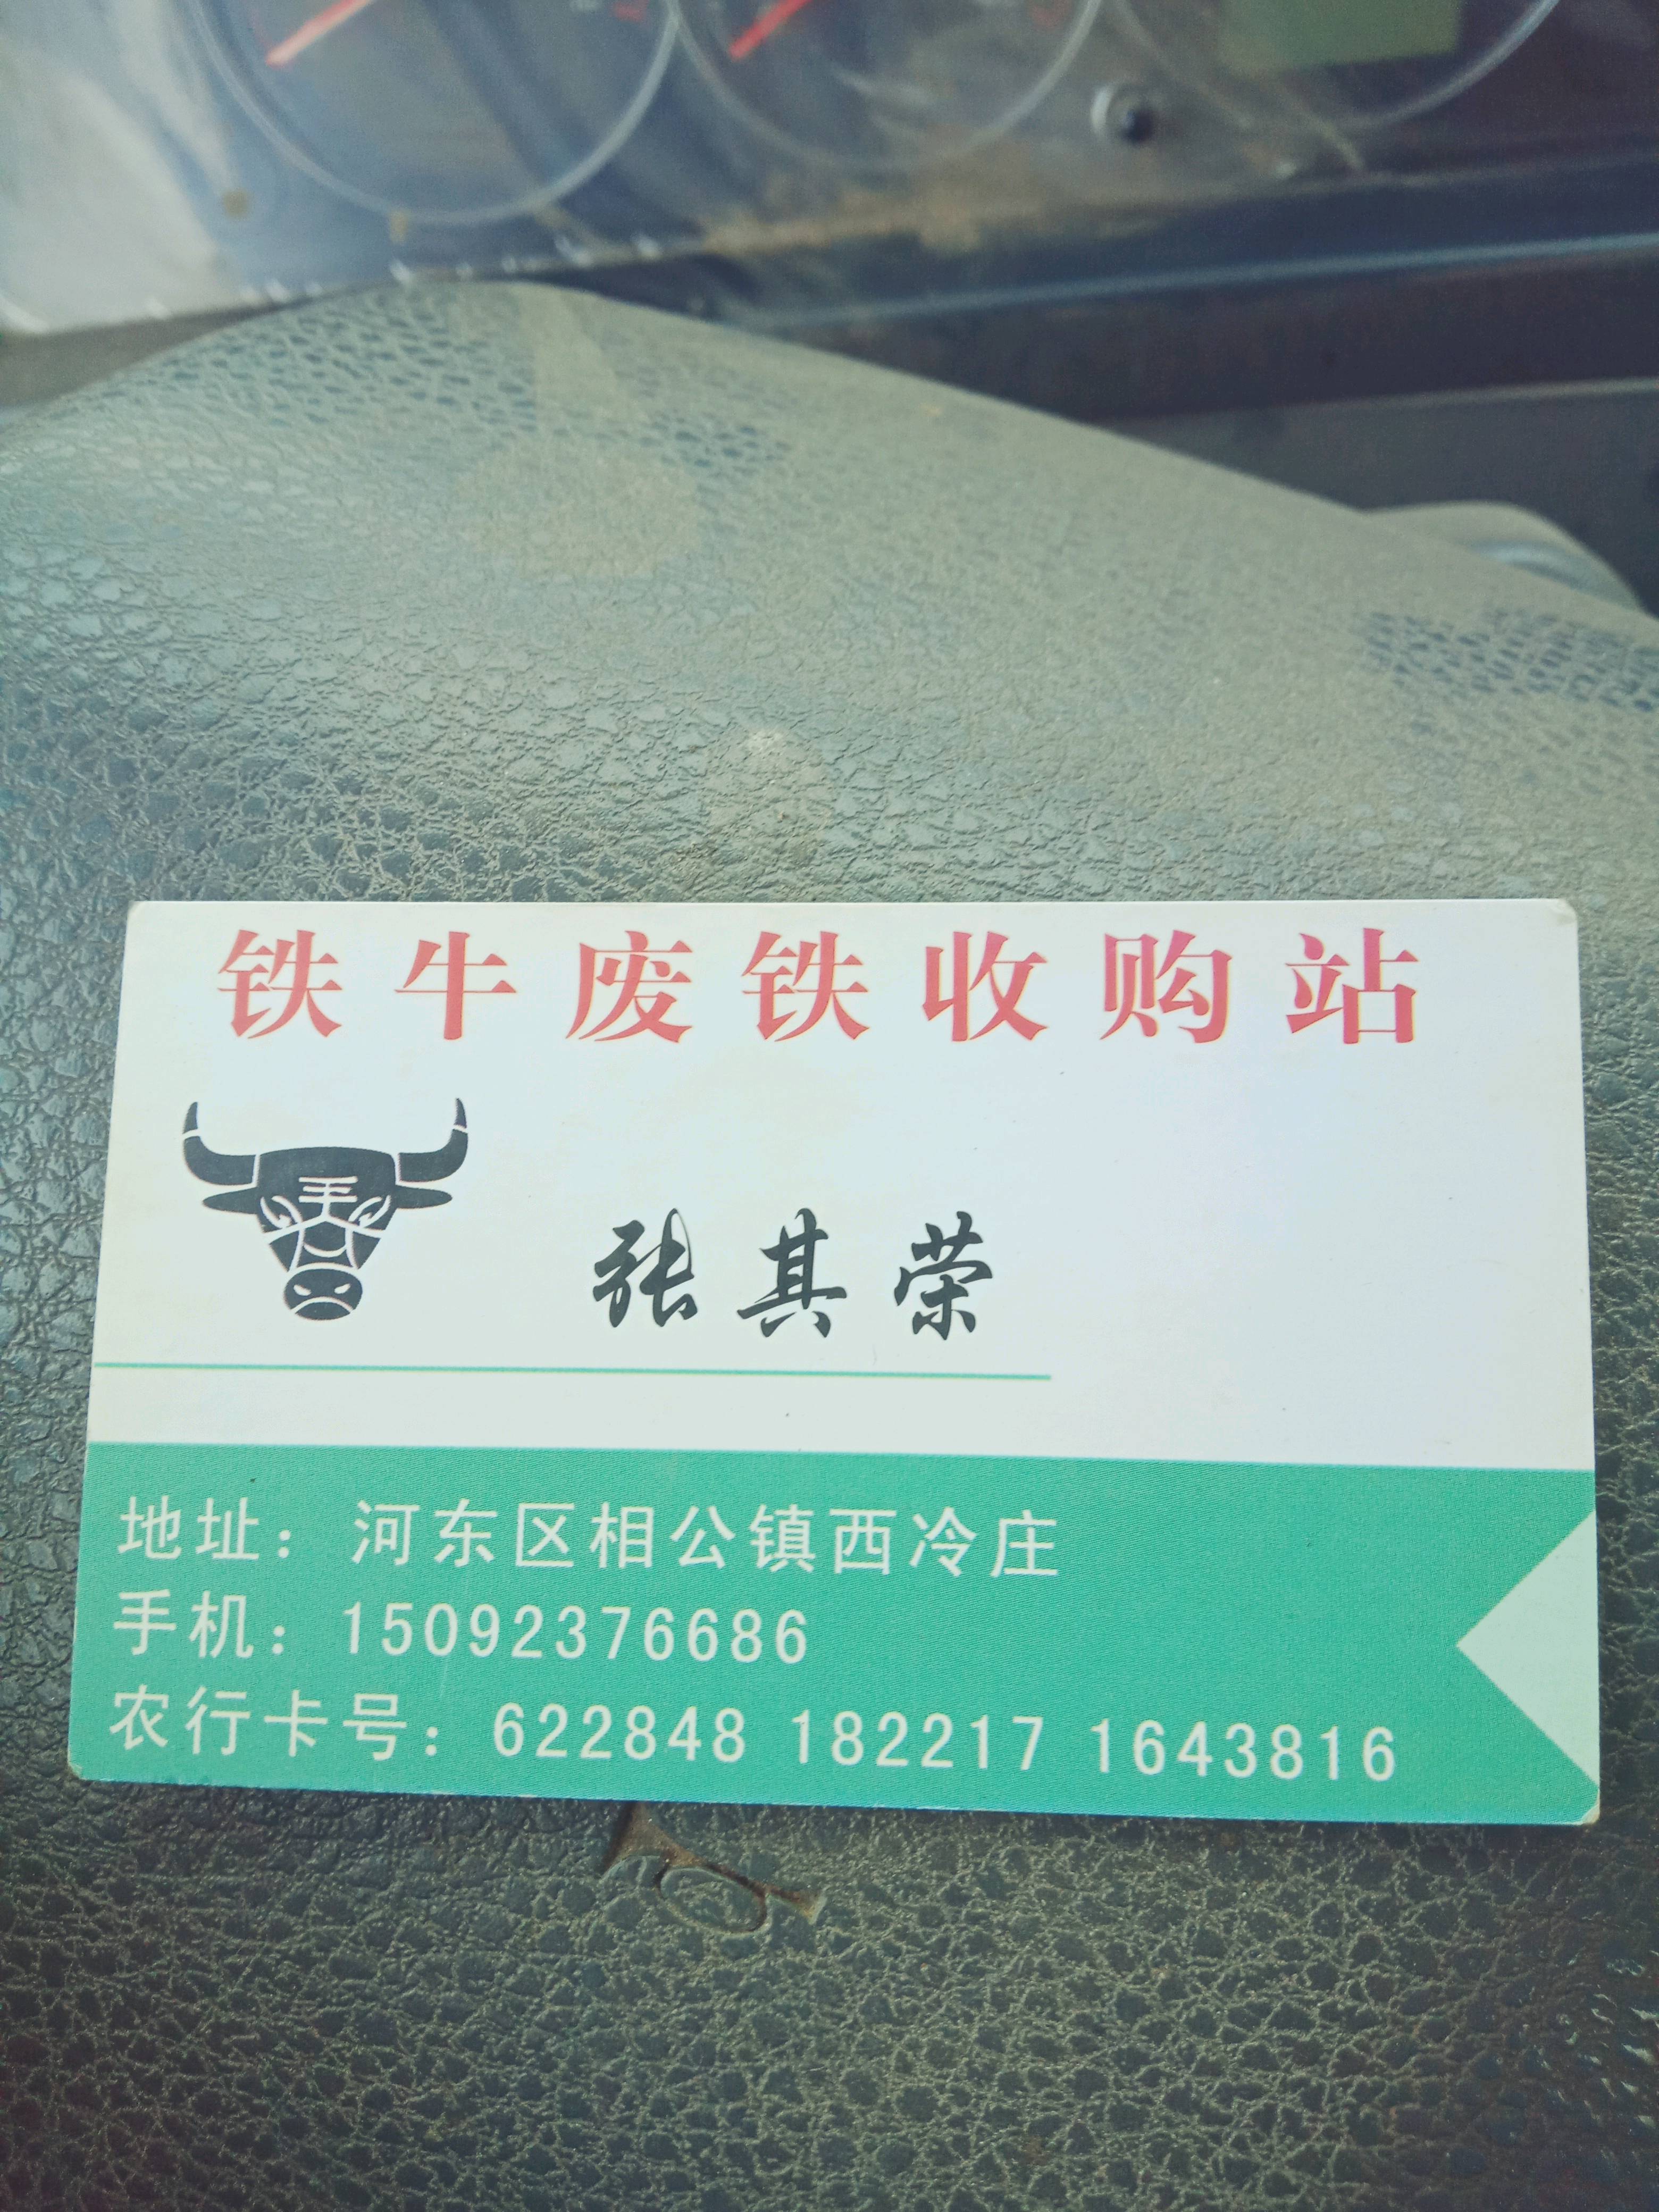 铁牛废铁收购站
张其荣
地址：河东区相公镇西冷庄
手机：15092376686
农行卡号：622848 182217 1643816